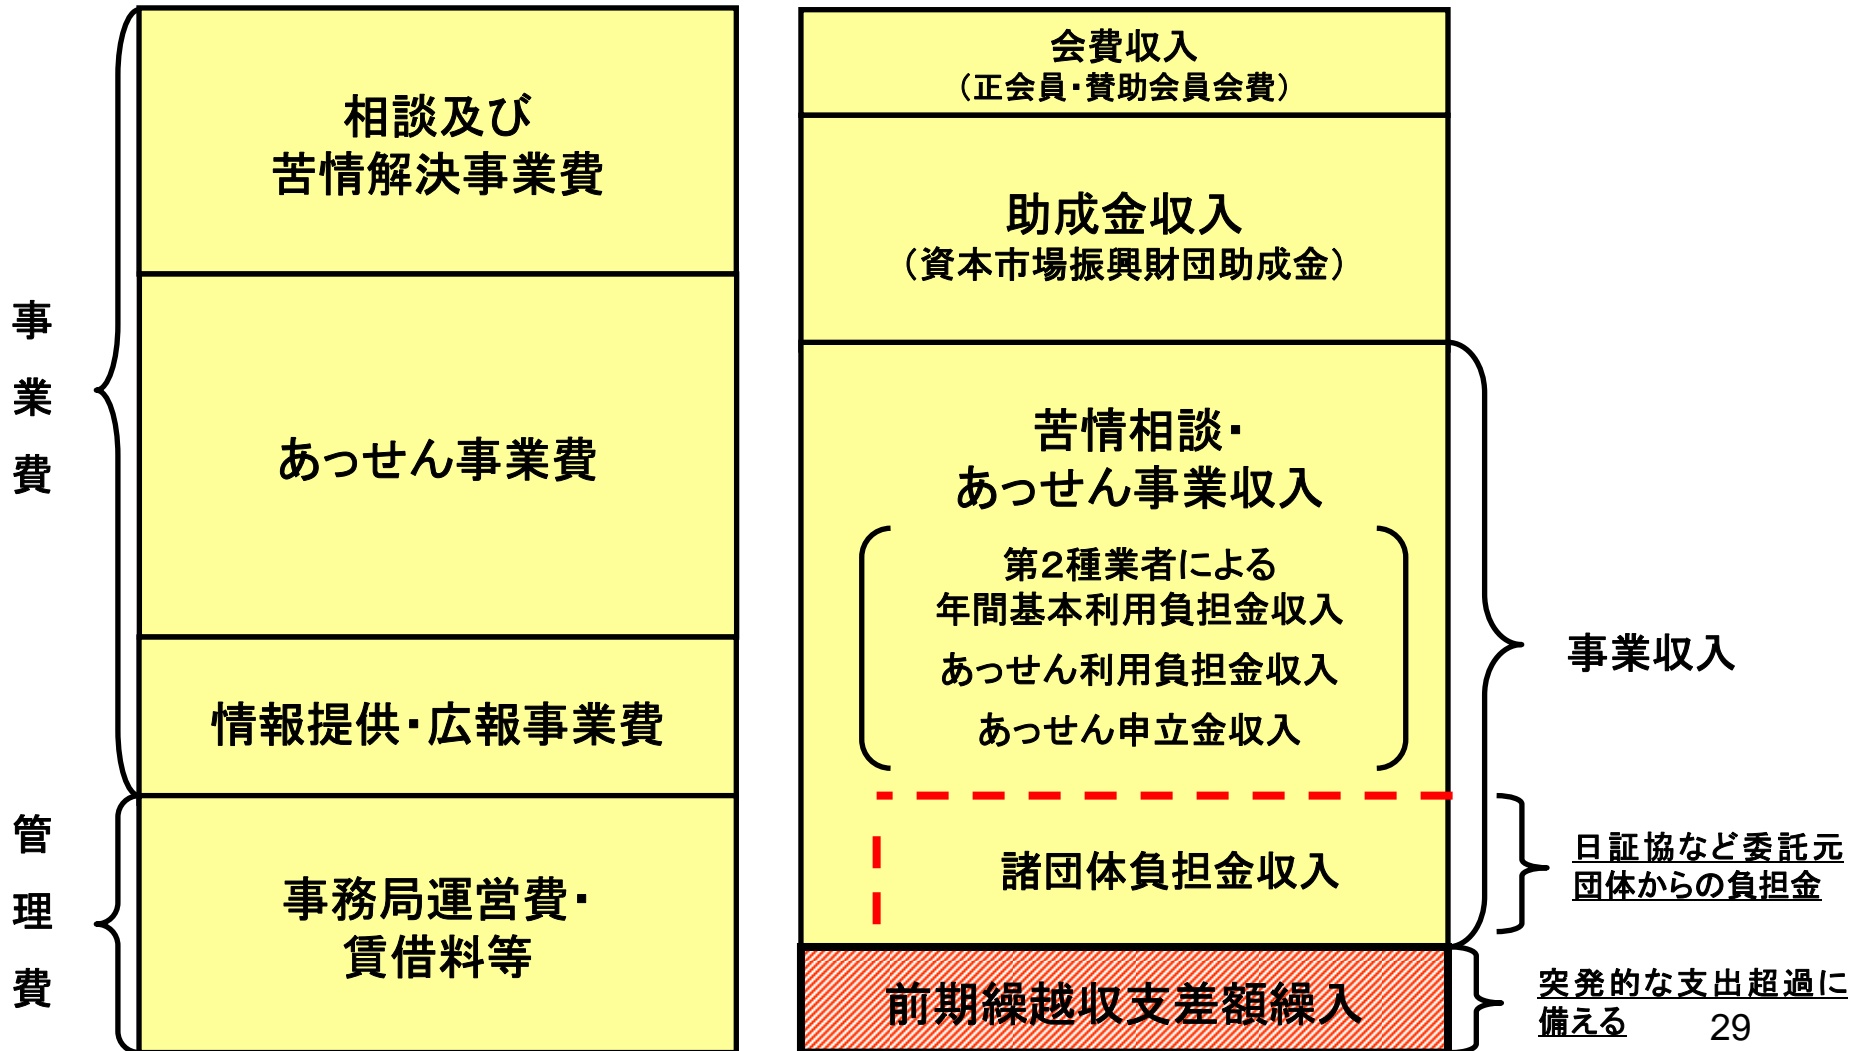 事業費
相談及び
苦情解決事業費
あっせん事業費
情報提供・広報事業費
管理費
事務局運営費・
賃借料等
会費収入
（正会員・賛助会員会費）
助成金収入
（資本市場振興財団助成金）
苦情相談・
あっせん事業収入
第２種業者による
年間基本利用負担金収入
あっせん利用負担金収入
あっせん申立金収入
諸団体負担金収入
前期繰越収支差額繰入
事業収入
日証協など委託元
団体からの負担金
突発的な支出超過に
備える
29